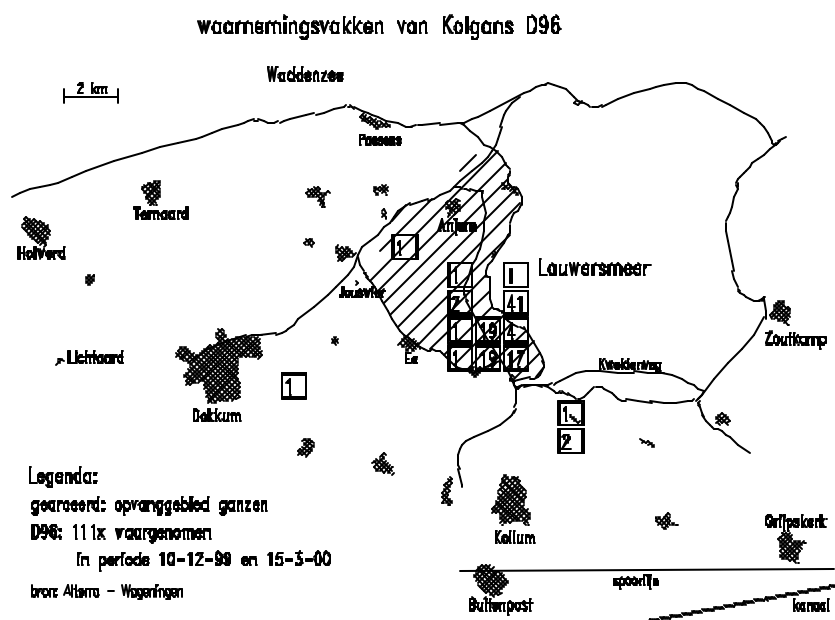 waarnemingsvakken van Kolgans D96
Waddenzee
2 km
Paesens
Ternaard
Holwerd
Anjum
1
1
1
Lauwersmeer
Jouswier
2
41
1
19
4
Zoutkamp
Lichtaard
Ee
1
19
17
Kwelderweg
1
Dokkum
1
2
Legenda:
gearceerd: opvanggebied ganzen
D96: 111x waargenomen
in periode 10-12-99 en 15-3-00
bron: Alterra - Wageningen
Kollum
Grijpskerk
spoorlijn
Buitenpost
kanaal